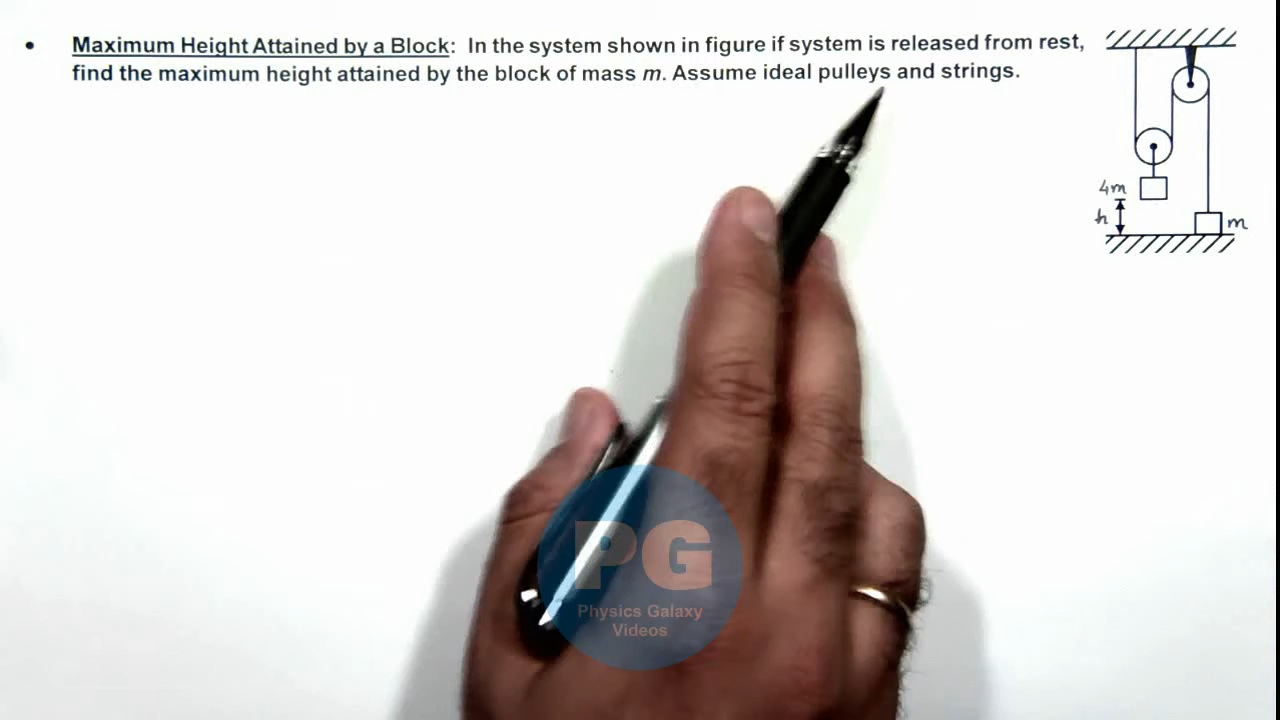 • Maximum Height Attained by a Block: In the system shown in figure if system is released from rest,
find the maximum height attained by the block of mass m. Assume ideal pulleys and strings.
4m
h
m
PG
Physics Galaxy
Videos